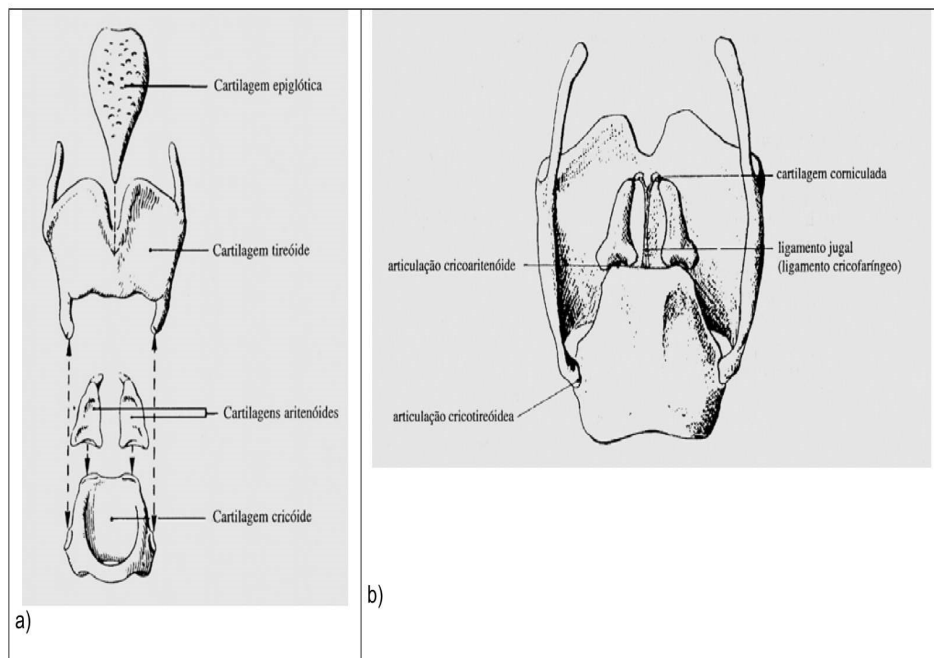 Cartilagem epiglótica
Cartilagem tireóide
Cartilagens aritenóides
Cartilagem cricóide
a)
cartilagem corniculada
ligamento jugal
(ligamento cricofaríngeo)
articulação cricoaritenóide
articulação cricotireóidea
b)